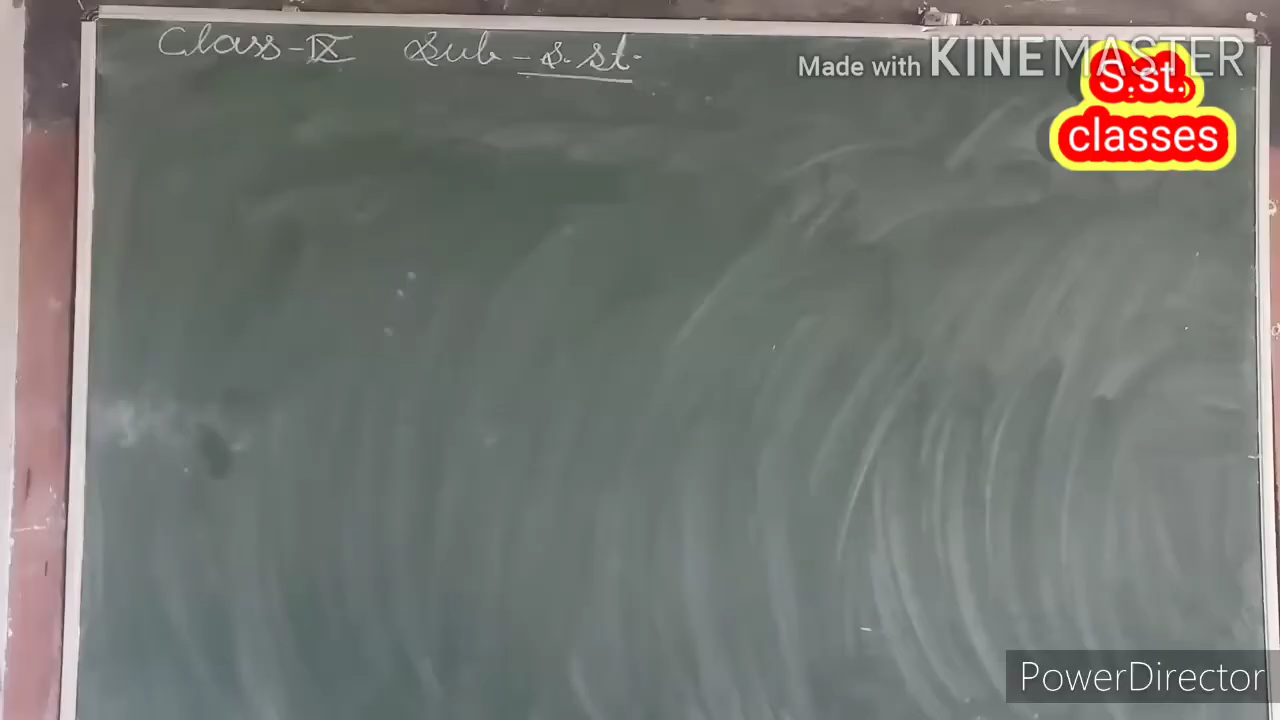 Class-IX Sub-S.st.
Made with KINEMASTER
S.st.
classes
PowerDirector